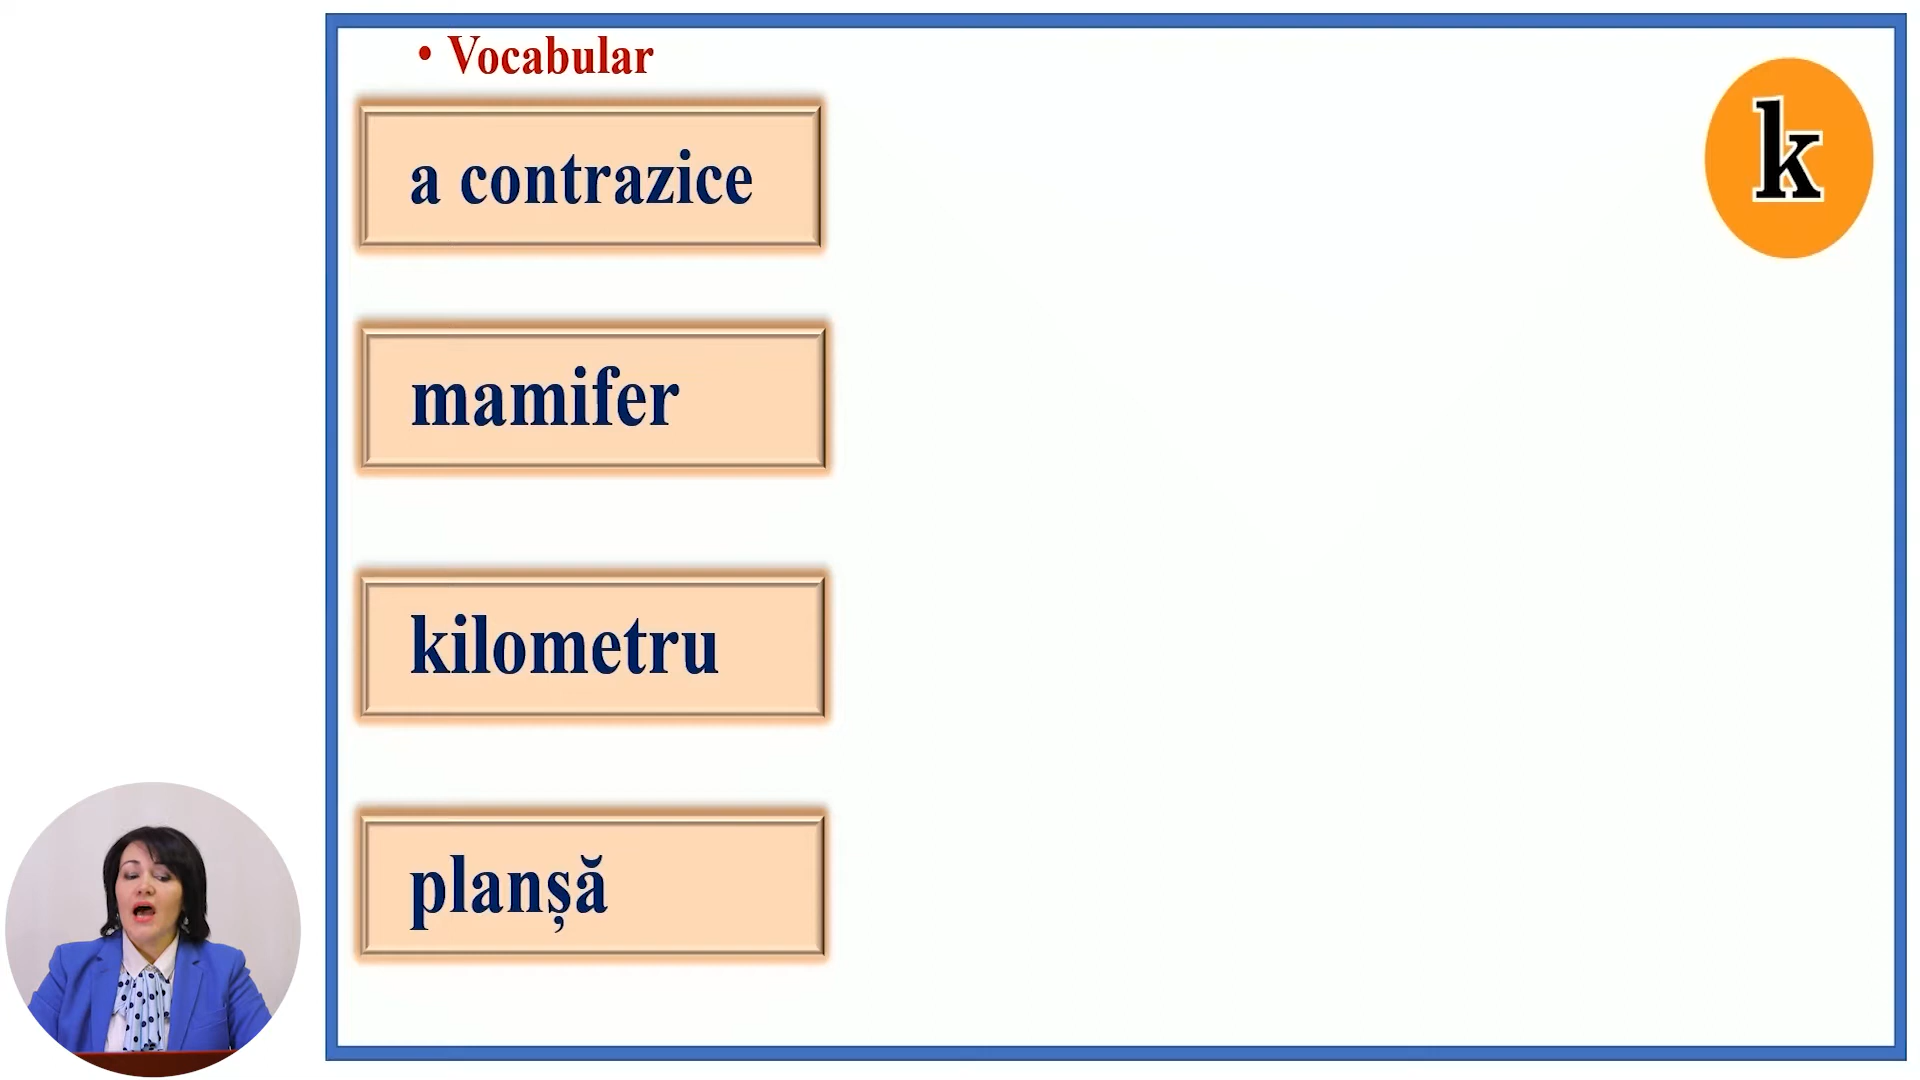 • Vocabular
k
a contrazice
mamifer
kilometru
planșă